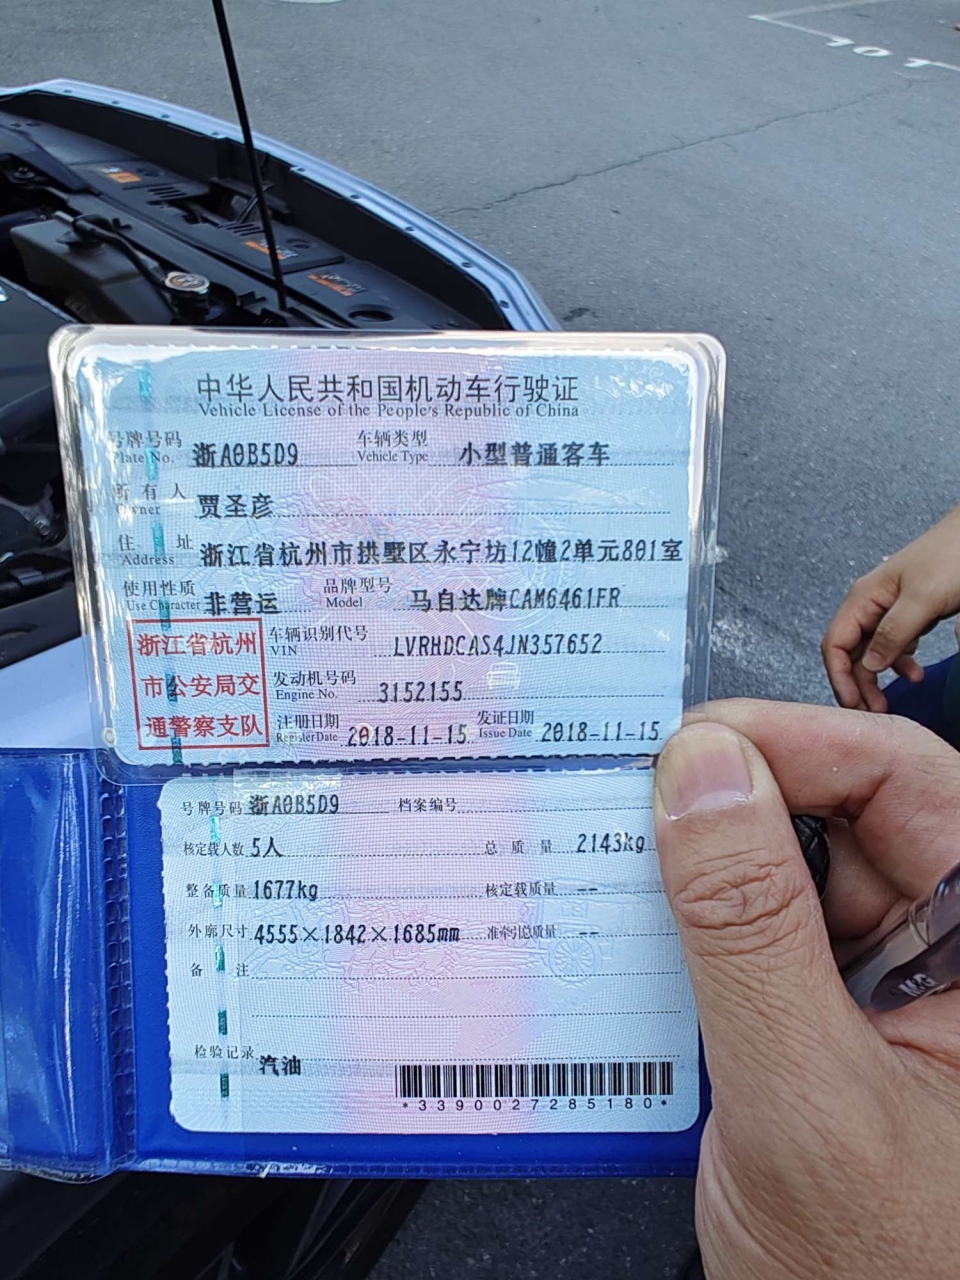 101
中华人民共和国机动车行驶证
Vehicle License of the People's Republic of China
号牌号码 浙A0B5D9 车辆类型 小型普通客车
Plate No. Vehicle Type
所有人 贾圣彦
Owner
住址 浙江省杭州市拱墅区永宁坊12幢2单元801室
Address
使用性质 非营运 品牌型号 马自达牌CAM6461FR
Use Character Model
浙江省杭州
市公安局交
通警察支队
车辆识别代号 LVRHDCAS4JN357652
VIN
发动机号码 3152155
Engine No.
注册日期 2018-11-15 发证日期 2018-11-15
Register Date Issue Date
号牌号码 浙A0B5D9 档案编号
核定载人数 5人 总质量 2143kg
整备质量 1677kg 核定载质量 --
外廓尺寸 4555×1842×1685mm 准牵引总质量 --
备注
检验记录 汽油
*3390027285180*
M&G